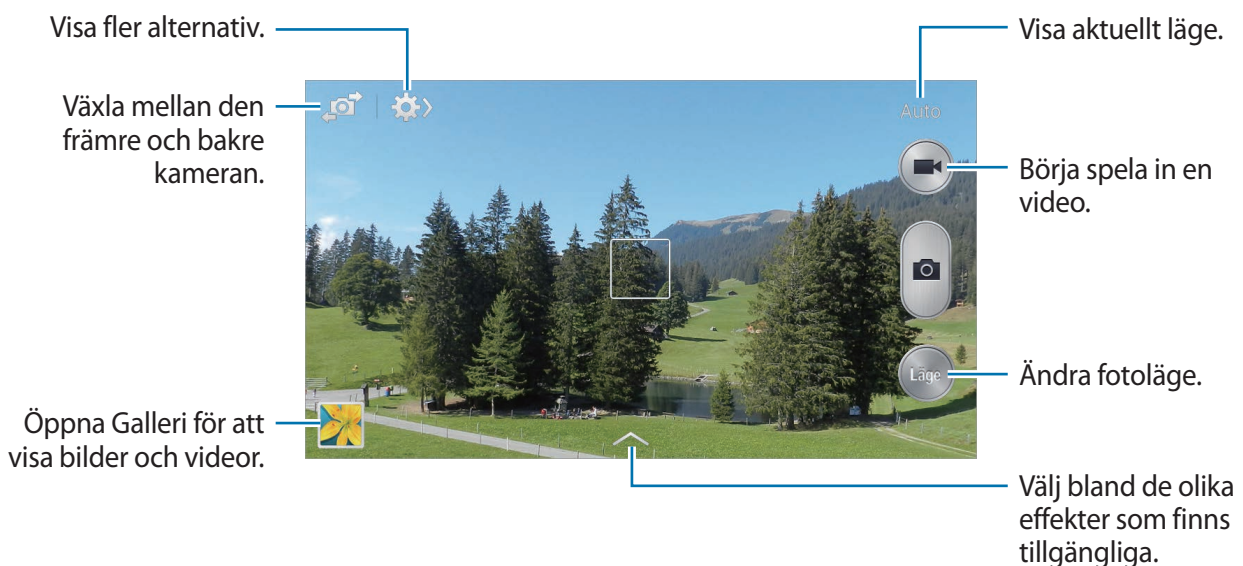 Visa fler alternativ.
Visa aktuellt läge.
Växla mellan den
främre och bakre
kameran.
Auto
Börja spela in en
video.
Läge
Ändra fotoläge.
Öppna Galleri för att
visa bilder och videor.
Välj bland de olika
effekter som finns
tillgängliga.